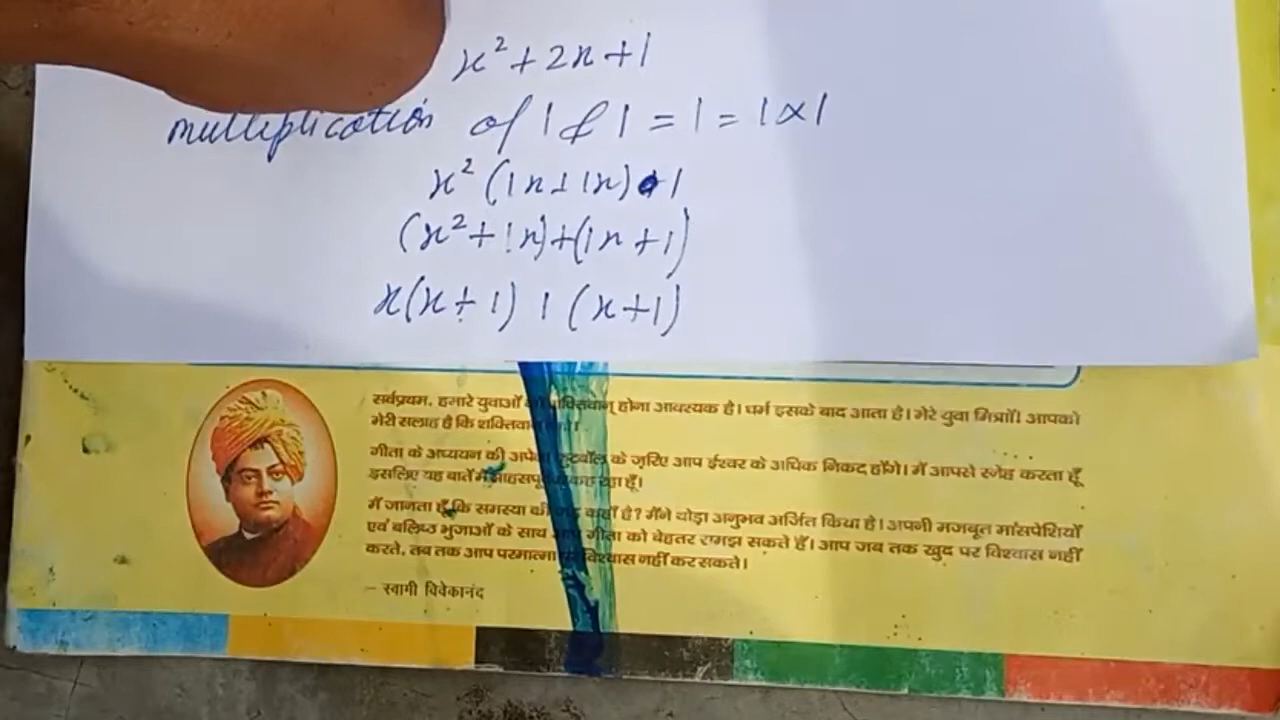 x² + 2x + 1
multiplication of 1 & 1 = 1 = 1 × 1
x² (1x + 1x) + 1
(x² + 1x) + (1x + 1)
x(x + 1) 1 (x + 1)
सर्वप्रथम, हमारे युवाओं को शक्तिवान् होना आवश्यक है। धर्म इसके बाद आता है। मेरे युवा मित्रों! आपको
मेरी सलाह है कि शक्तिवान
गीता के अध्ययन की अपेक्षा फुटबॉल के ज़रिए आप ईश्वर के अधिक निकट होंगे। मैं आपसे स्नेह करता हूँ
इसलिए यह बातें मैं साहसपूर्वक कह रहा हूँ।
मैं जानता हूँ कि समस्या की जड़ कहाँ है? मैंने थोड़ा अनुभव अर्जित किया है। अपनी मजबूत मांसपेशियों
एवं बलिष्ठ भुजाओं के साथ आप गीता को बेहतर समझ सकते हैं। आप जब तक खुद पर विश्वास नहीं
करते, तब तक आप परमात्मा पर विश्वास नहीं कर सकते।
– स्वामी विवेकानंद